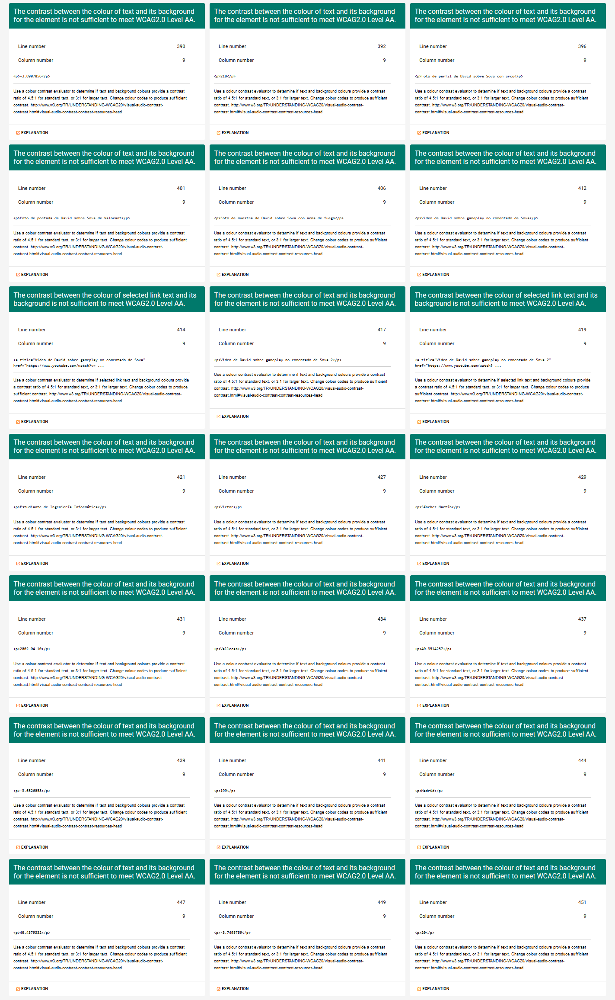 The contrast between the colour of text and its background
for the element is not sufficient to meet WCAG2.0 Level AA.
Line number 390
Column number 9
<p>-3.8907856</p>
Use a colour contrast evaluator to determine if text and background colours provide a contrast
ratio of 4.5:1 for standard text, or 3:1 for larger text. Change colour codes to produce sufficient
contrast. http://www.w3.org/TR/UNDERSTANDING-WCAG20/visual-audio-contrast-
contrast.html#visual-audio-contrast-contrast-resources-head
EXPLANATION
The contrast between the colour of text and its background
for the element is not sufficient to meet WCAG2.0 Level AA.
Line number 392
Column number 9
<p>218</p>
Use a colour contrast evaluator to determine if text and background colours provide a contrast
ratio of 4.5:1 for standard text, or 3:1 for larger text. Change colour codes to produce sufficient
contrast. http://www.w3.org/TR/UNDERSTANDING-WCAG20/visual-audio-contrast-
contrast.html#visual-audio-contrast-contrast-resources-head
EXPLANATION
The contrast between the colour of text and its background
for the element is not sufficient to meet WCAG2.0 Level AA.
Line number 396
Column number 9
<p>Foto de perfil de David sobre Sova con arco</p>
Use a colour contrast evaluator to determine if text and background colours provide a contrast
ratio of 4.5:1 for standard text, or 3:1 for larger text. Change colour codes to produce sufficient
contrast. http://www.w3.org/TR/UNDERSTANDING-WCAG20/visual-audio-contrast-
contrast.html#visual-audio-contrast-contrast-resources-head
EXPLANATION
The contrast between the colour of text and its background
for the element is not sufficient to meet WCAG2.0 Level AA.
Line number 401
Column number 9
<p>Foto de portada de David sobre Sova de Valorant</p>
Use a colour contrast evaluator to determine if text and background colours provide a contrast
ratio of 4.5:1 for standard text, or 3:1 for larger text. Change colour codes to produce sufficient
contrast. http://www.w3.org/TR/UNDERSTANDING-WCAG20/visual-audio-contrast-
contrast.html#visual-audio-contrast-contrast-resources-head
EXPLANATION
The contrast between the colour of text and its background
for the element is not sufficient to meet WCAG2.0 Level AA.
Line number 406
Column number 9
<p>Foto de muestra de David sobre Sova con arma de fuego</p>
Use a colour contrast evaluator to determine if text and background colours provide a contrast
ratio of 4.5:1 for standard text, or 3:1 for larger text. Change colour codes to produce sufficient
contrast. http://www.w3.org/TR/UNDERSTANDING-WCAG20/visual-audio-contrast-
contrast.html#visual-audio-contrast-contrast-resources-head
EXPLANATION
The contrast between the colour of text and its background
for the element is not sufficient to meet WCAG2.0 Level AA.
Line number 412
Column number 9
<p>Video de David sobre gameplay no comentado de Sova</p>
Use a colour contrast evaluator to determine if text and background colours provide a contrast
ratio of 4.5:1 for standard text, or 3:1 for larger text. Change colour codes to produce sufficient
contrast. http://www.w3.org/TR/UNDERSTANDING-WCAG20/visual-audio-contrast-
contrast.html#visual-audio-contrast-contrast-resources-head
EXPLANATION
The contrast between the colour of selected link text and its
background is not sufficient to meet WCAG2.0 Level AA.
Line number 414
Column number 9
<a title="Video de David sobre gameplay no comentado de Sova"
href="https://www.youtube.com/watch?v= ...
Use a colour contrast evaluator to determine if selected link text and background colours provide
a contrast ratio of 4.5:1 for standard text, or 3:1 for larger text. Change colour codes to produce
sufficient contrast. http://www.w3.org/TR/UNDERSTANDING-WCAG20/visual-audio-contrast-
contrast.html#visual-audio-contrast-contrast-resources-head
EXPLANATION
The contrast between the colour of text and its background
for the element is not sufficient to meet WCAG2.0 Level AA.
Line number 417
Column number 9
<p>Video de David sobre gameplay no comentado de Sova 2</p>
Use a colour contrast evaluator to determine if text and background colours provide a contrast
ratio of 4.5:1 for standard text, or 3:1 for larger text. Change colour codes to produce sufficient
contrast. http://www.w3.org/TR/UNDERSTANDING-WCAG20/visual-audio-contrast-
contrast.html#visual-audio-contrast-contrast-resources-head
EXPLANATION
The contrast between the colour of selected link text and its
background is not sufficient to meet WCAG2.0 Level AA.
Line number 419
Column number 9
<a title="Video de David sobre gameplay no comentado de Sova 2"
href="https://www.youtube.com/watch? ...
Use a colour contrast evaluator to determine if selected link text and background colours provide
a contrast ratio of 4.5:1 for standard text, or 3:1 for larger text. Change colour codes to produce
sufficient contrast. http://www.w3.org/TR/UNDERSTANDING-WCAG20/visual-audio-contrast-
contrast.html#visual-audio-contrast-contrast-resources-head
EXPLANATION
The contrast between the colour of text and its background
for the element is not sufficient to meet WCAG2.0 Level AA.
Line number 421
Column number 9
<p>Estudiante de Ingeniería Informática</p>
Use a colour contrast evaluator to determine if text and background colours provide a contrast
ratio of 4.5:1 for standard text, or 3:1 for larger text. Change colour codes to produce sufficient
contrast. http://www.w3.org/TR/UNDERSTANDING-WCAG20/visual-audio-contrast-
contrast.html#visual-audio-contrast-contrast-resources-head
EXPLANATION
The contrast between the colour of text and its background
for the element is not sufficient to meet WCAG2.0 Level AA.
Line number 427
Column number 9
<p>Víctor</p>
Use a colour contrast evaluator to determine if text and background colours provide a contrast
ratio of 4.5:1 for standard text, or 3:1 for larger text. Change colour codes to produce sufficient
contrast. http://www.w3.org/TR/UNDERSTANDING-WCAG20/visual-audio-contrast-
contrast.html#visual-audio-contrast-contrast-resources-head
EXPLANATION
The contrast between the colour of text and its background
for the element is not sufficient to meet WCAG2.0 Level AA.
Line number 429
Column number 9
<p>Sánchez Martín</p>
Use a colour contrast evaluator to determine if text and background colours provide a contrast
ratio of 4.5:1 for standard text, or 3:1 for larger text. Change colour codes to produce sufficient
contrast. http://www.w3.org/TR/UNDERSTANDING-WCAG20/visual-audio-contrast-
contrast.html#visual-audio-contrast-contrast-resources-head
EXPLANATION
The contrast between the colour of text and its background
for the element is not sufficient to meet WCAG2.0 Level AA.
Line number 431
Column number 9
<p>2002-04-10</p>
Use a colour contrast evaluator to determine if text and background colours provide a contrast
ratio of 4.5:1 for standard text, or 3:1 for larger text. Change colour codes to produce sufficient
contrast. http://www.w3.org/TR/UNDERSTANDING-WCAG20/visual-audio-contrast-
contrast.html#visual-audio-contrast-contrast-resources-head
EXPLANATION
The contrast between the colour of text and its background
for the element is not sufficient to meet WCAG2.0 Level AA.
Line number 434
Column number 9
<p>Vallecas</p>
Use a colour contrast evaluator to determine if text and background colours provide a contrast
ratio of 4.5:1 for standard text, or 3:1 for larger text. Change colour codes to produce sufficient
contrast. http://www.w3.org/TR/UNDERSTANDING-WCAG20/visual-audio-contrast-
contrast.html#visual-audio-contrast-contrast-resources-head
EXPLANATION
The contrast between the colour of text and its background
for the element is not sufficient to meet WCAG2.0 Level AA.
Line number 437
Column number 9
<p>40.3514257</p>
Use a colour contrast evaluator to determine if text and background colours provide a contrast
ratio of 4.5:1 for standard text, or 3:1 for larger text. Change colour codes to produce sufficient
contrast. http://www.w3.org/TR/UNDERSTANDING-WCAG20/visual-audio-contrast-
contrast.html#visual-audio-contrast-contrast-resources-head
EXPLANATION
The contrast between the colour of text and its background
for the element is not sufficient to meet WCAG2.0 Level AA.
Line number 439
Column number 9
<p>-3.6526058</p>
Use a colour contrast evaluator to determine if text and background colours provide a contrast
ratio of 4.5:1 for standard text, or 3:1 for larger text. Change colour codes to produce sufficient
contrast. http://www.w3.org/TR/UNDERSTANDING-WCAG20/visual-audio-contrast-
contrast.html#visual-audio-contrast-contrast-resources-head
EXPLANATION
The contrast between the colour of text and its background
for the element is not sufficient to meet WCAG2.0 Level AA.
Line number 441
Column number 9
<p>199</p>
Use a colour contrast evaluator to determine if text and background colours provide a contrast
ratio of 4.5:1 for standard text, or 3:1 for larger text. Change colour codes to produce sufficient
contrast. http://www.w3.org/TR/UNDERSTANDING-WCAG20/visual-audio-contrast-
contrast.html#visual-audio-contrast-contrast-resources-head
EXPLANATION
The contrast between the colour of text and its background
for the element is not sufficient to meet WCAG2.0 Level AA.
Line number 444
Column number 9
<p>Madrid</p>
Use a colour contrast evaluator to determine if text and background colours provide a contrast
ratio of 4.5:1 for standard text, or 3:1 for larger text. Change colour codes to produce sufficient
contrast. http://www.w3.org/TR/UNDERSTANDING-WCAG20/visual-audio-contrast-
contrast.html#visual-audio-contrast-contrast-resources-head
EXPLANATION
The contrast between the colour of text and its background
for the element is not sufficient to meet WCAG2.0 Level AA.
Line number 447
Column number 9
<p>40.4379332</p>
Use a colour contrast evaluator to determine if text and background colours provide a contrast
ratio of 4.5:1 for standard text, or 3:1 for larger text. Change colour codes to produce sufficient
contrast. http://www.w3.org/TR/UNDERSTANDING-WCAG20/visual-audio-contrast-
contrast.html#visual-audio-contrast-contrast-resources-head
EXPLANATION
The contrast between the colour of text and its background
for the element is not sufficient to meet WCAG2.0 Level AA.
Line number 449
Column number 9
<p>-3.7495759</p>
Use a colour contrast evaluator to determine if text and background colours provide a contrast
ratio of 4.5:1 for standard text, or 3:1 for larger text. Change colour codes to produce sufficient
contrast. http://www.w3.org/TR/UNDERSTANDING-WCAG20/visual-audio-contrast-
contrast.html#visual-audio-contrast-contrast-resources-head
EXPLANATION
The contrast between the colour of text and its background
for the element is not sufficient to meet WCAG2.0 Level AA.
Line number 451
Column number 9
<p>20</p>
Use a colour contrast evaluator to determine if text and background colours provide a contrast
ratio of 4.5:1 for standard text, or 3:1 for larger text. Change colour codes to produce sufficient
contrast. http://www.w3.org/TR/UNDERSTANDING-WCAG20/visual-audio-contrast-
contrast.html#visual-audio-contrast-contrast-resources-head
EXPLANATION